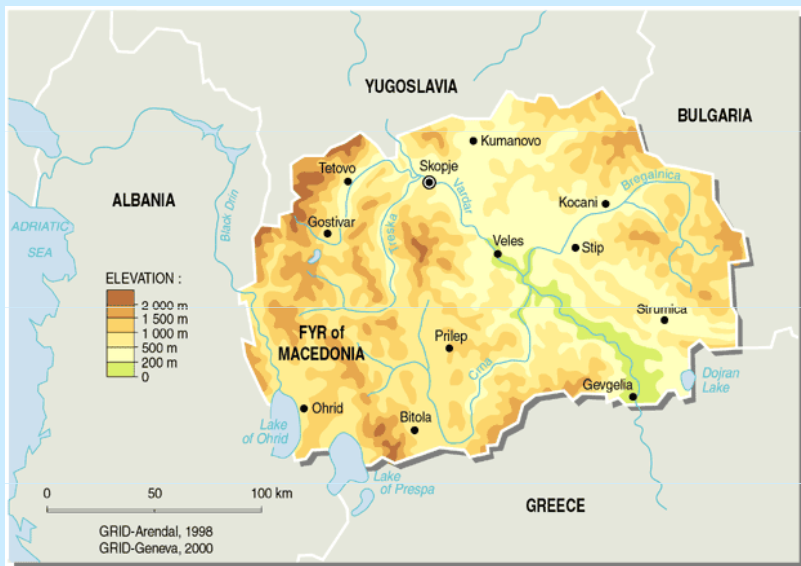 YUGOSLAVIA
BULGARIA
Kumanovo
Tetovo
Skopje
ALBANIA
Vardar
Bregainica
Kocani
Black Drin
Gostivar
Treska
ADRIATIC
SEA
Veles
Stip
ELEVATION :
2 000 m
1 500 m
1 000 m
500 m
200 m
0
Sirumica
FYR of
MACEDONIA
Prilep
Crna
Dojran
Lake
Gevgelia
Ohrid
Bitola
Lake
of Ohrid
Lake
of Prespa
0
50
100 km
GREECE
GRID-Arendal, 1998
GRID-Geneva, 2000